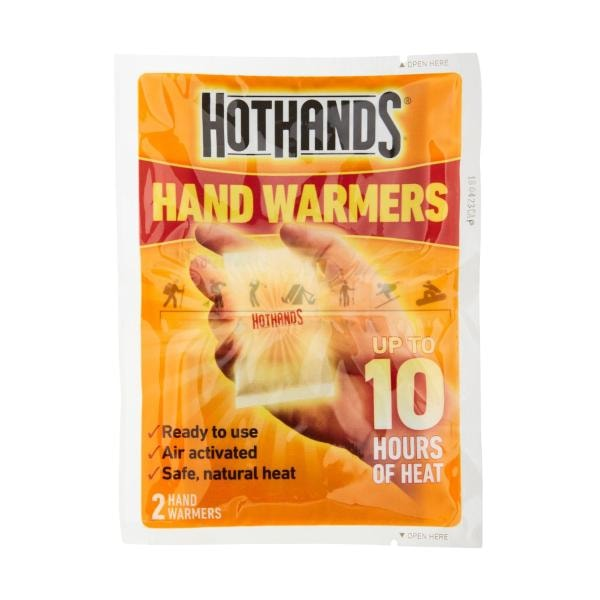 ▲ OPEN HERE
HOTHANDS®
HAND WARMERS
HOTHANDS
UP TO
10
HOURS
OF HEAT
✓Ready to use
✓Air activated
✓Safe, natural heat
2 HAND
WARMERS
▼ OPEN HERE